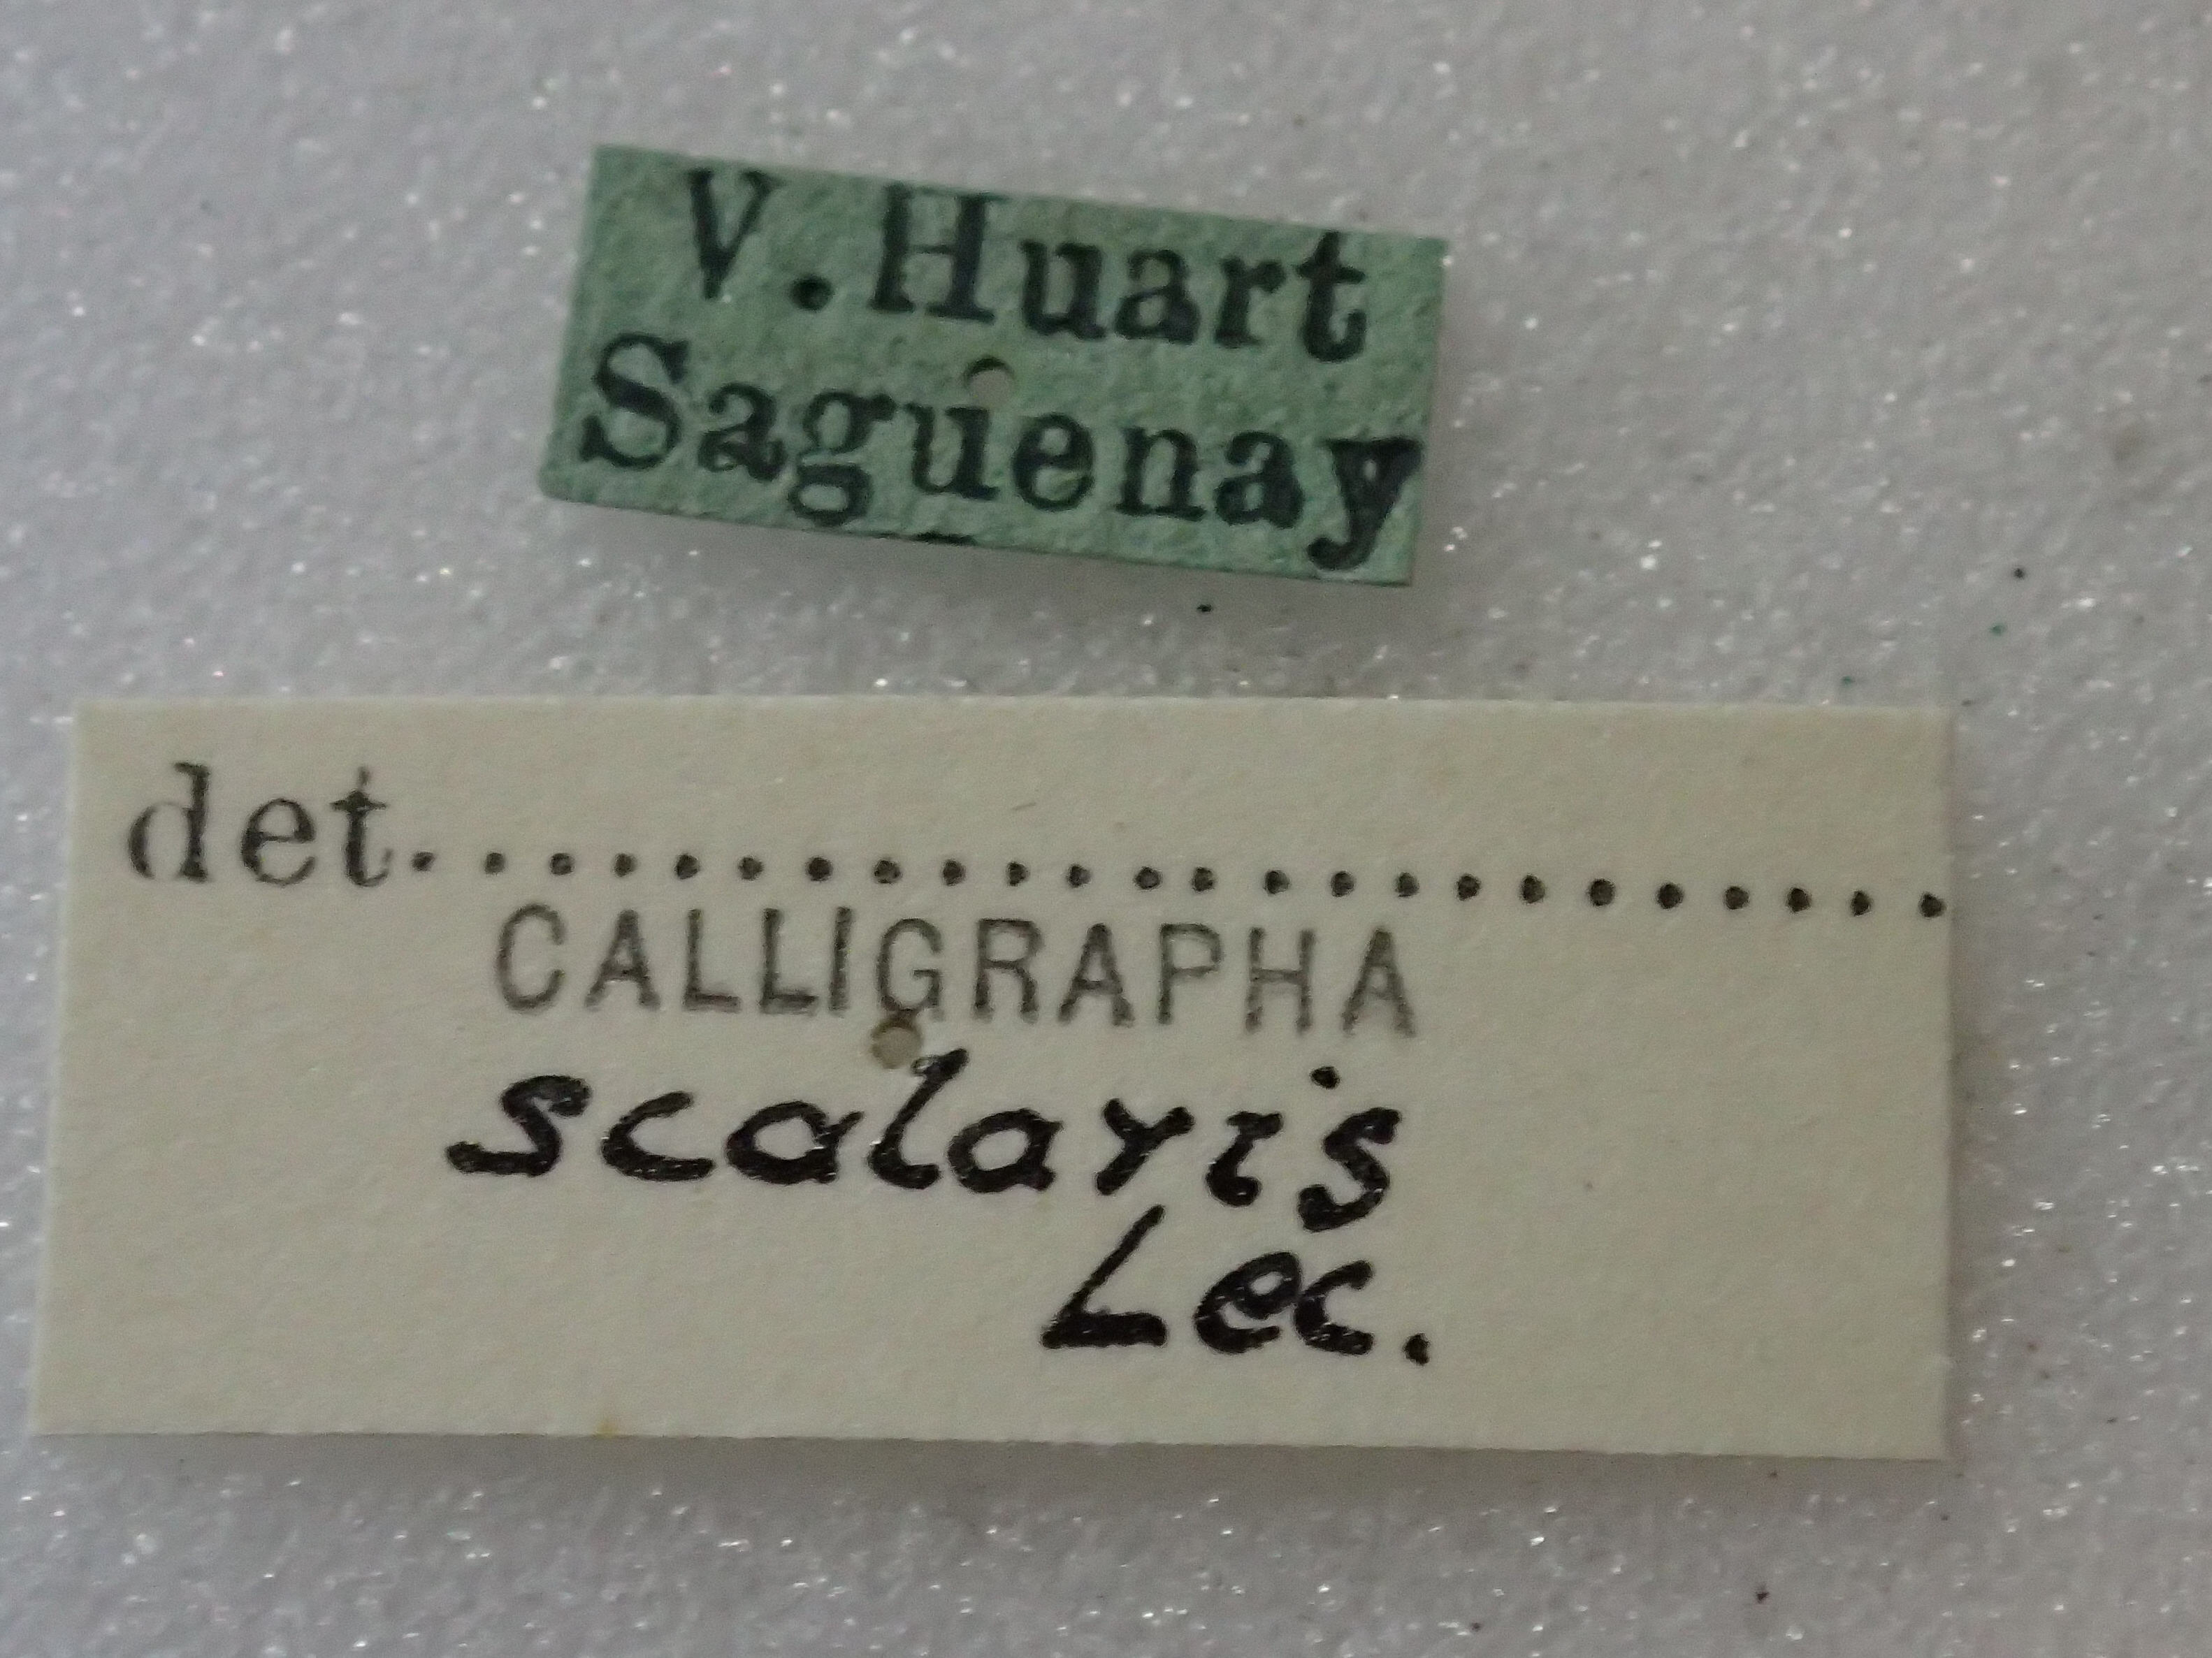 V. Huart
Saguenay
det........................
CALLIGRAPHA
scalaris
Lec.